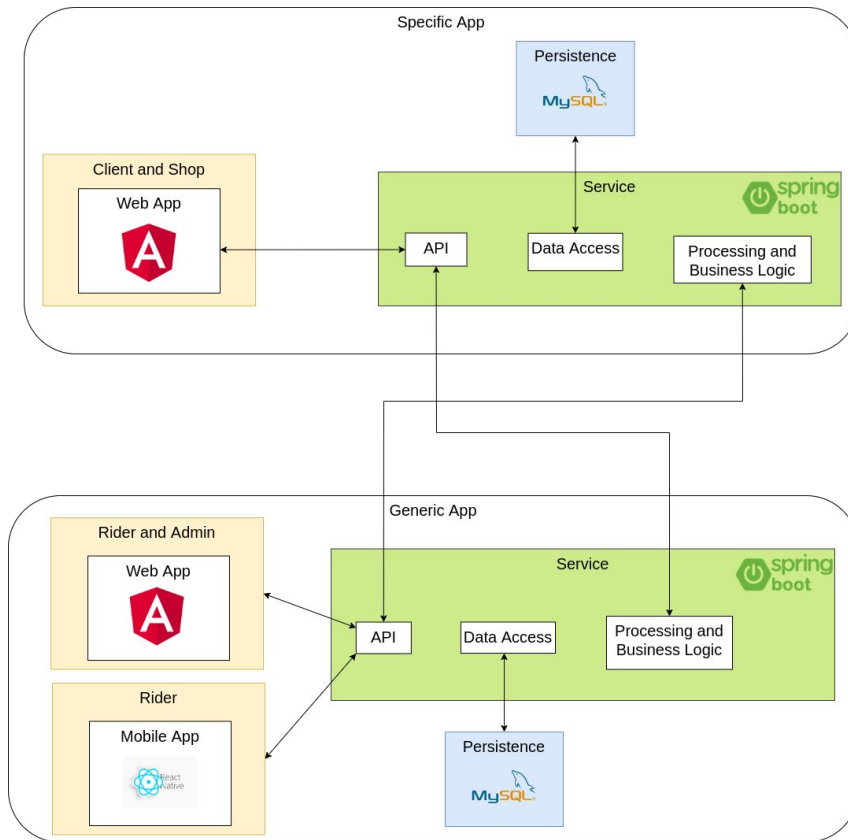 Specific App
Persistence
MySQL
Client and Shop
Web App
Service
spring
boot
API
Data Access
Processing and
Business Logic
Generic App
Rider and Admin
Web App
Service
spring
boot
API
Data Access
Processing and
Business Logic
Rider
Mobile App
React
Native
Persistence
MySQL